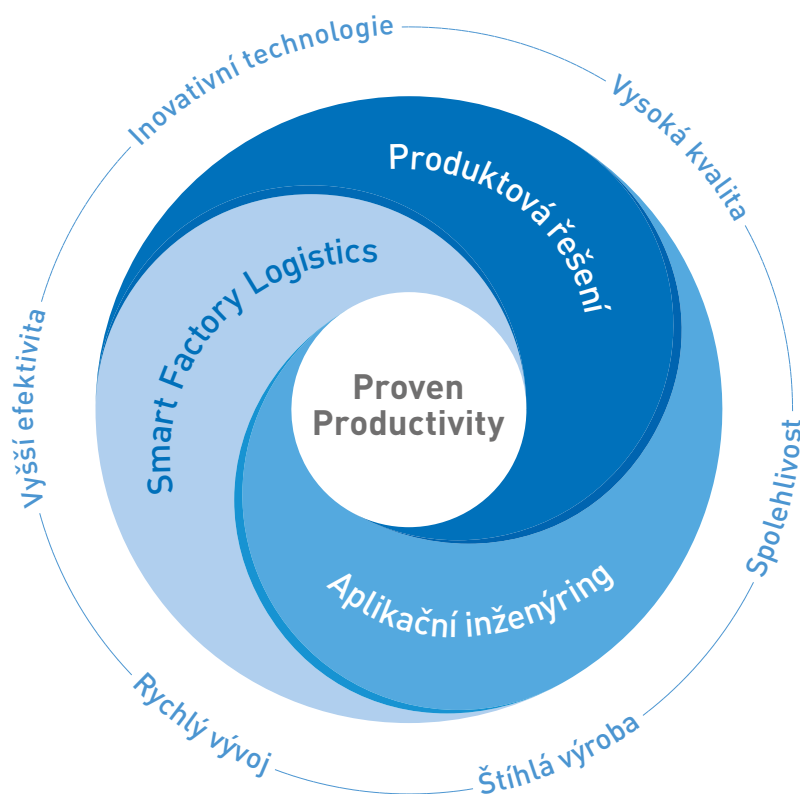 Inovativní technologie
Vysoká kvalita
Spolehlivost
Štíhlá výroba
Rychlý vývoj
Vyšší efektivita
Produktová řešení
Aplikační inženýring
Smart Factory Logistics
Proven
Productivity